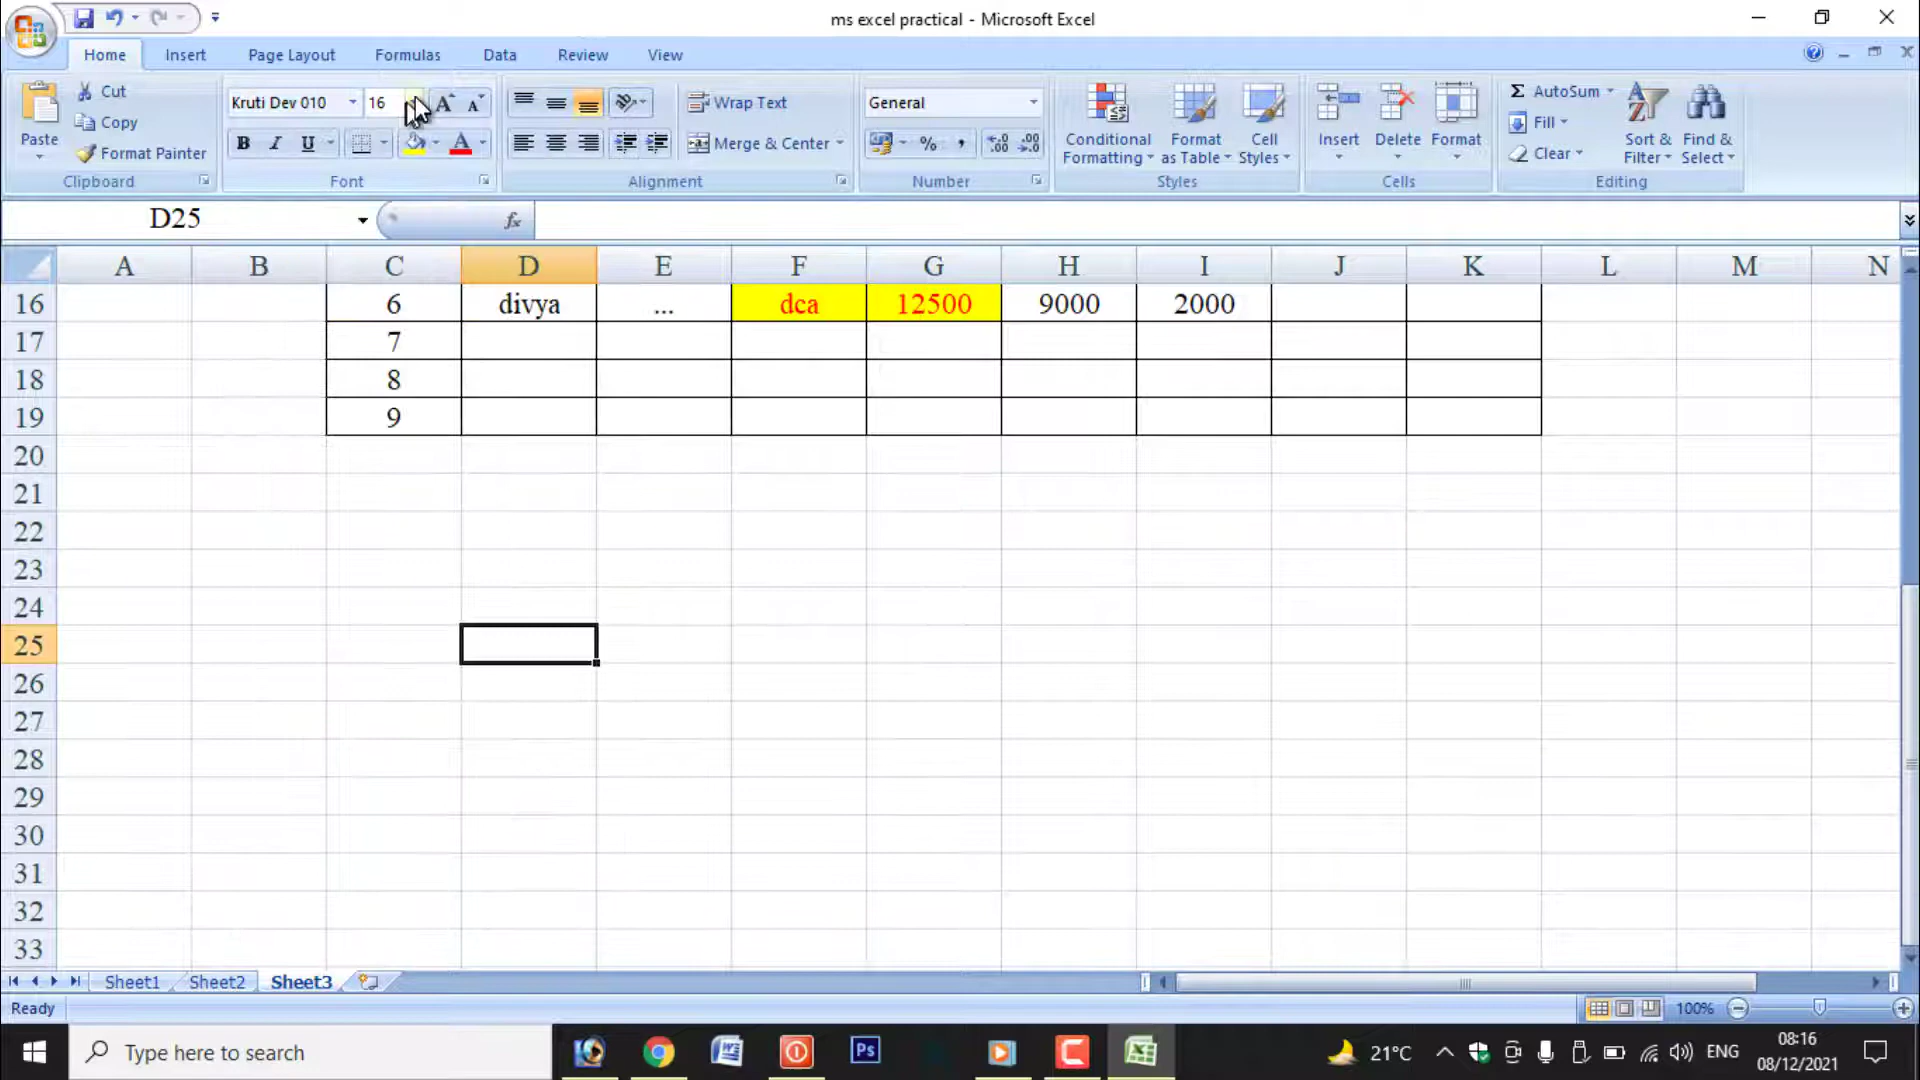 ms excel practical - Microsoft Excel
Home Insert Page Layout Formulas Data Review View
Paste Cut Copy Format Painter
Clipboard
Kruti Dev 010 16 A A
B I U A
Font
Wrap Text
Merge & Center
Alignment
General
% , .00 .00
Number
Conditional Formatting Format as Table Cell Styles
Styles
Insert Delete Format
Cells
Σ AutoSum Fill Clear
Sort & Filter Find & Select
Editing
D25 fx
A B C D E F G H I J K L M N
16 6 divya ... dca 12500 9000 2000
17 7
18 8
19 9
20
21
22
23
24
25
26
27
28
29
30
31
32
33
Sheet1 Sheet2 Sheet3
Ready 100%
Type here to search Ps 21°C ENG 08:16
08/12/2021